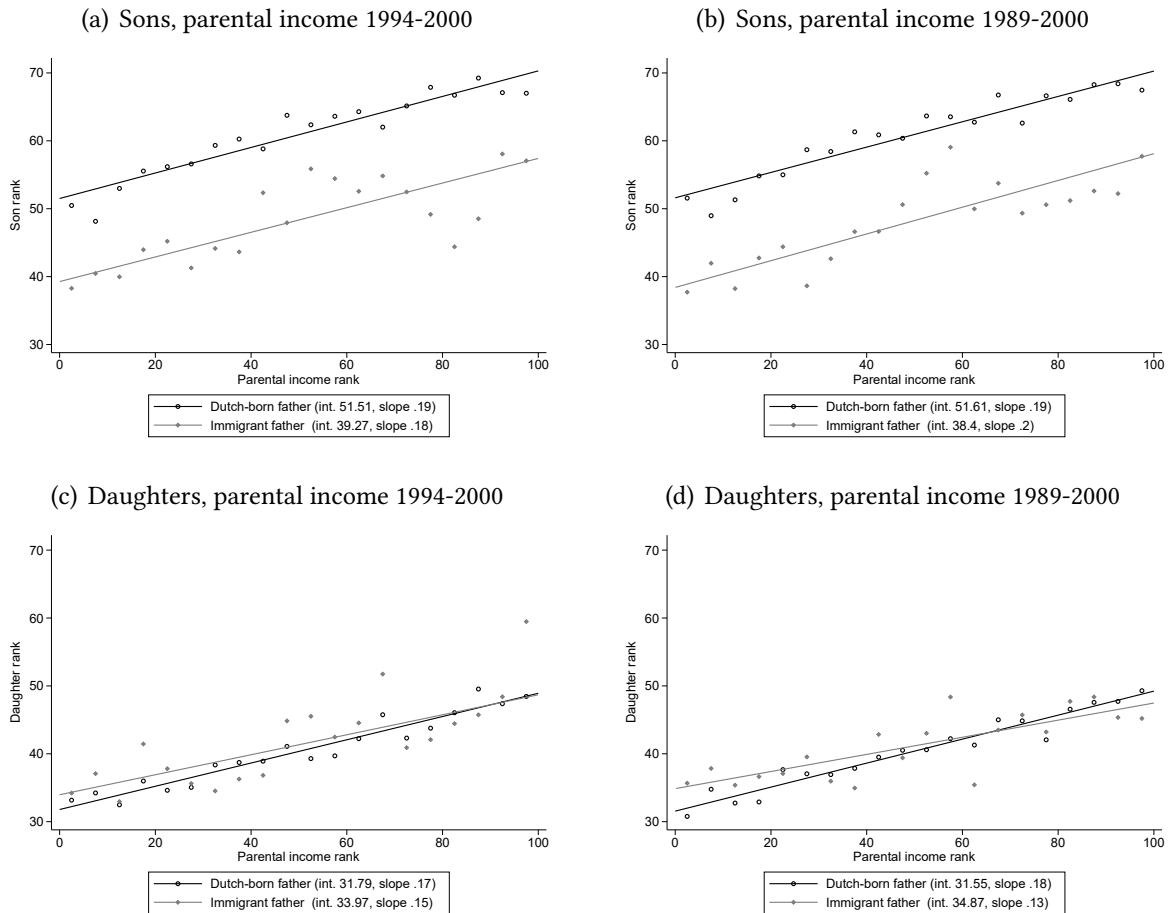 (a) Sons, parental income 1994-2000
70
60
50
40
30
Son rank
0 20 40 60 80 100
Parental income rank
Dutch-born father (int. 51.51, slope .19)
Immigrant father (int. 39.27, slope .18)
(b) Sons, parental income 1989-2000
70
60
50
40
30
Son rank
0 20 40 60 80 100
Parental income rank
Dutch-born father (int. 51.61, slope .19)
Immigrant father (int. 38.4, slope .2)
(c) Daughters, parental income 1994-2000
70
60
50
40
30
Daughter rank
0 20 40 60 80 100
Parental income rank
Dutch-born father (int. 31.79, slope .17)
Immigrant father (int. 33.97, slope .15)
(d) Daughters, parental income 1989-2000
70
60
50
40
30
Daughter rank
0 20 40 60 80 100
Parental income rank
Dutch-born father (int. 31.55, slope .18)
Immigrant father (int. 34.87, slope .13)